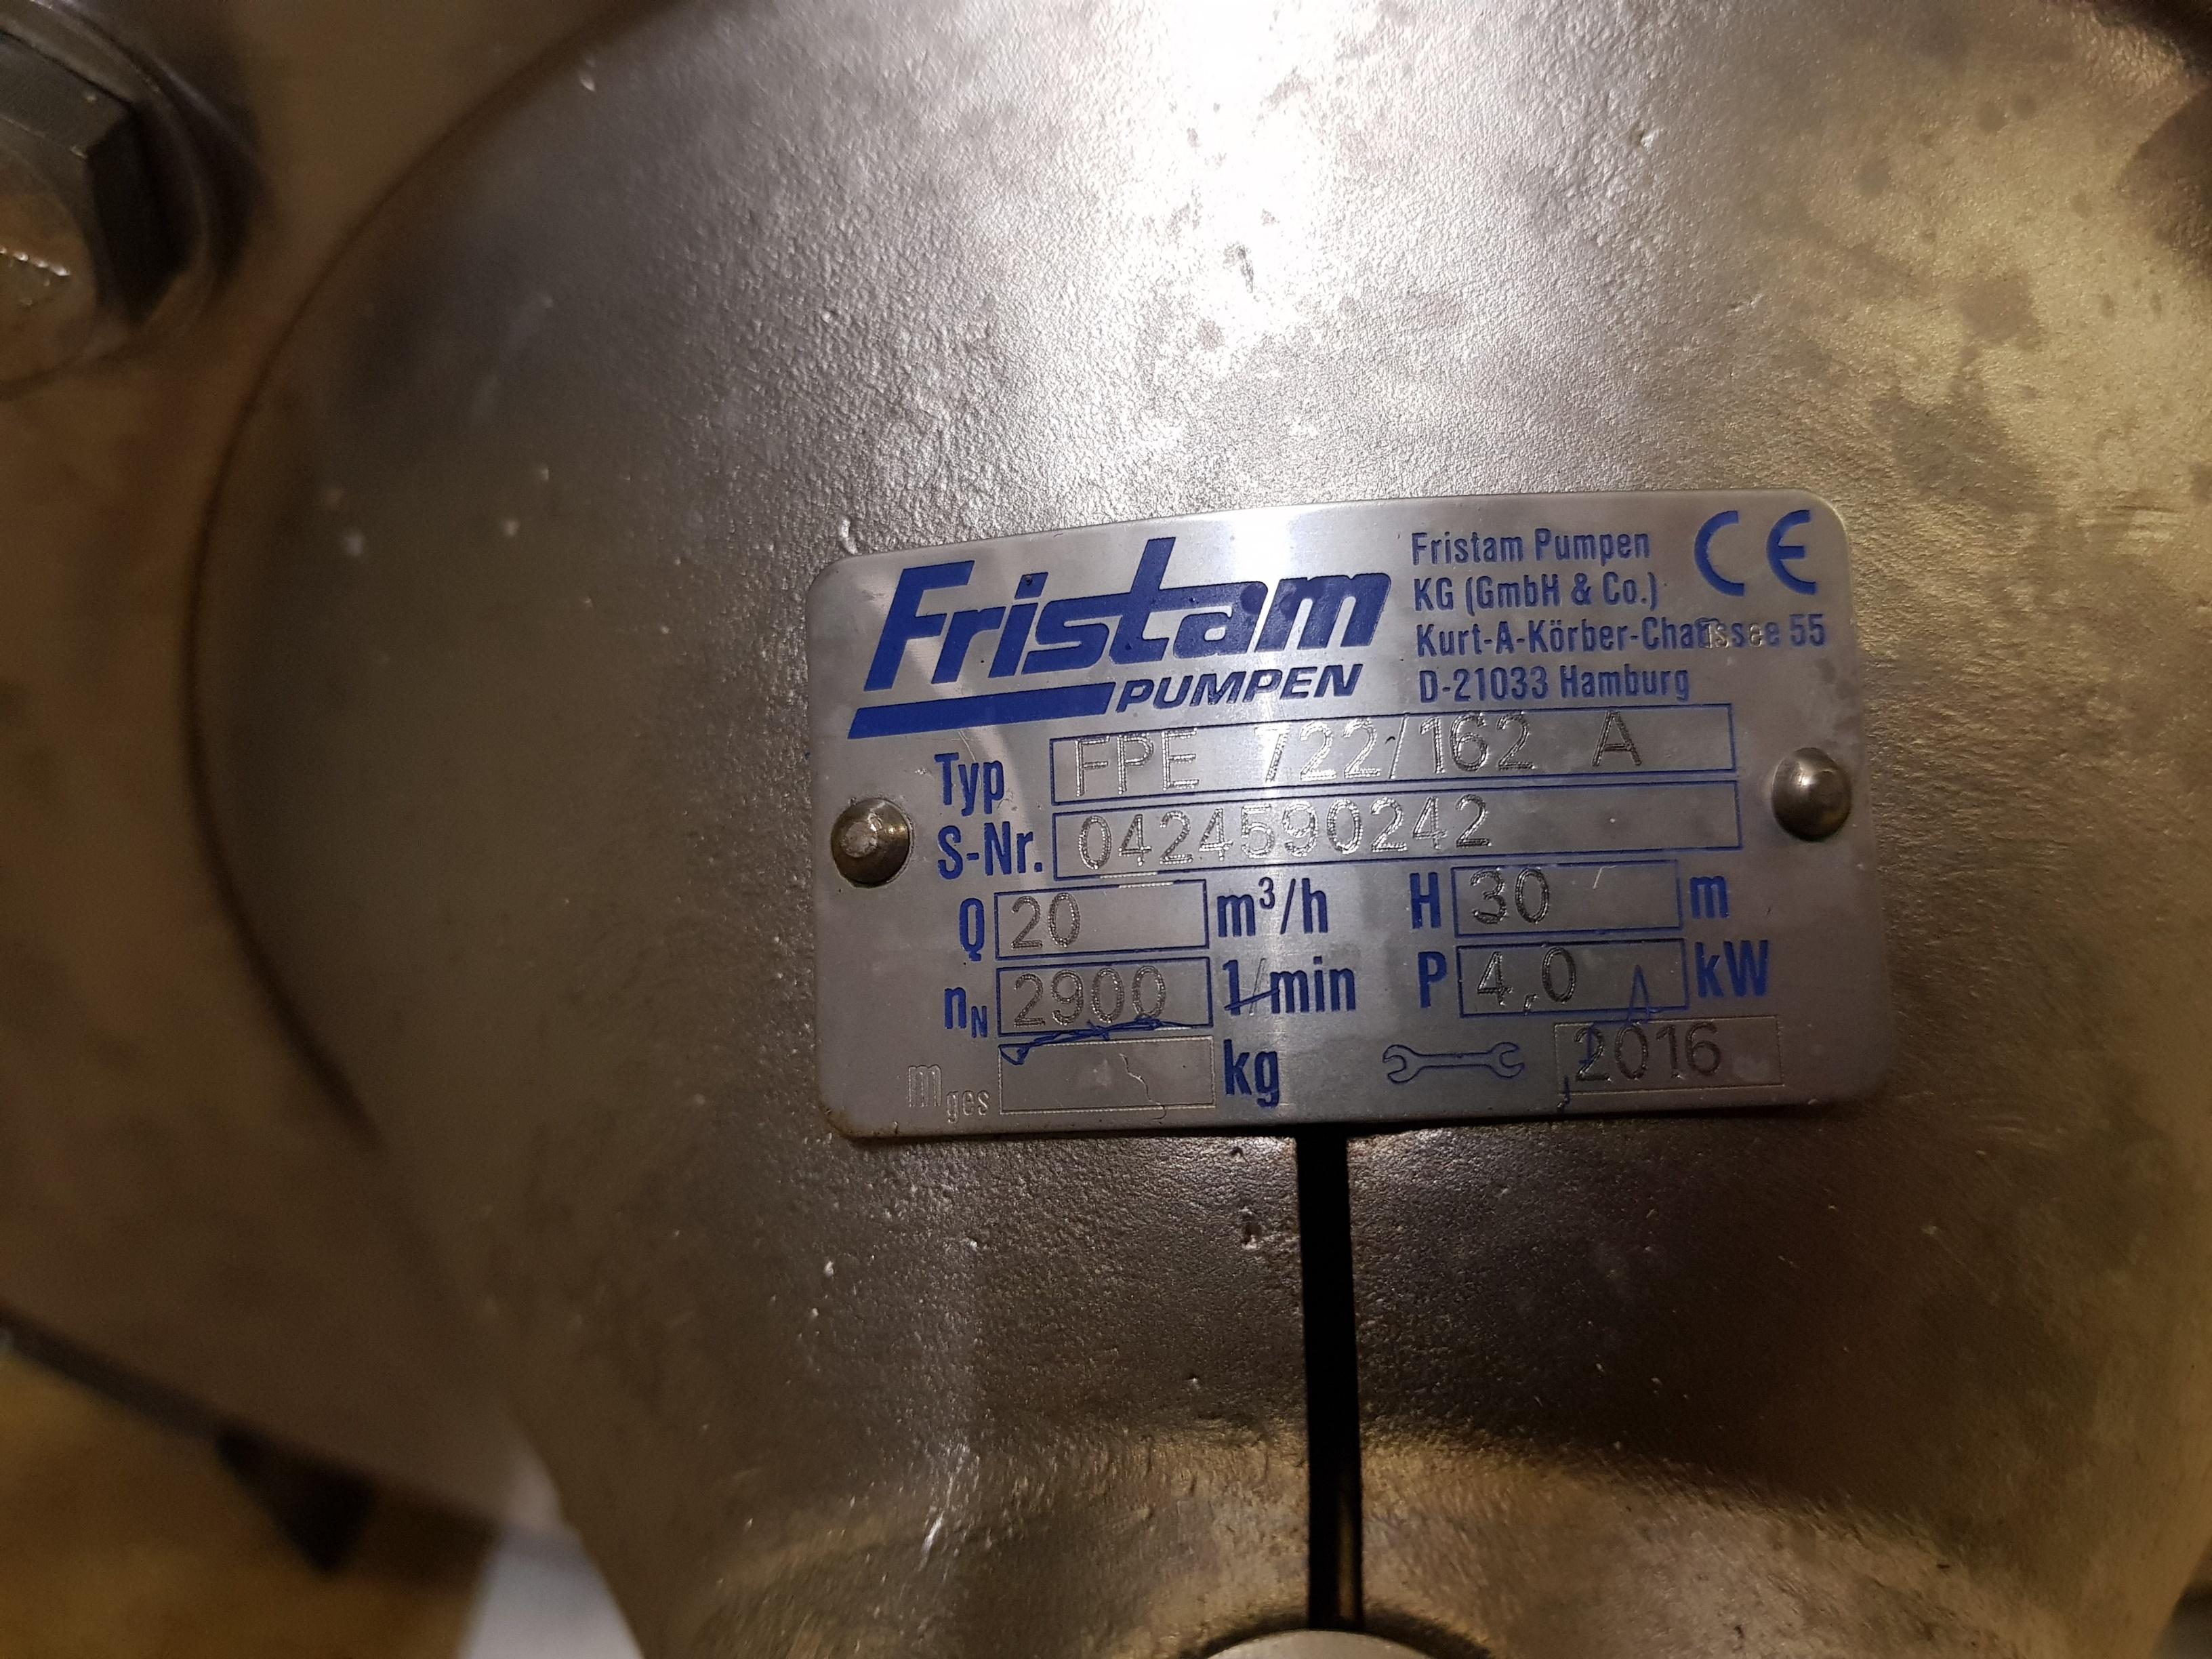 Fristam
PUMPEN
Fristam Pumpen
KG (GmbH & Co.)
Kurt-A-Körber-Chaussee 55
D-21033 Hamburg
CE
Typ FPE 722/162 A
S-Nr. 0424590242
Q 20 m³/h H 30 m
nN 2900 1/min P 4,0 kW
mges kg 2016